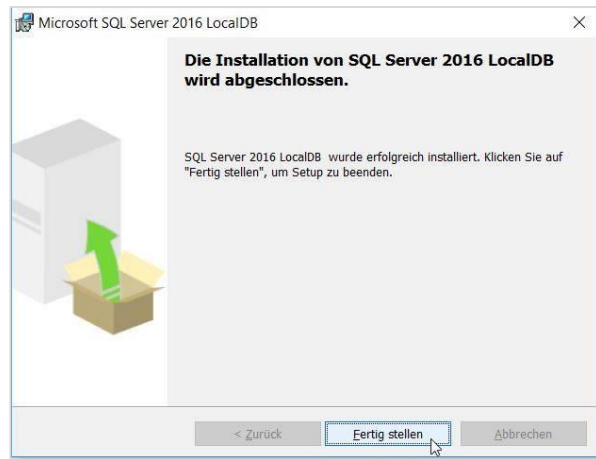 Microsoft SQL Server 2016 LocalDB
Die Installation von SQL Server 2016 LocalDB
wird abgeschlossen.
SQL Server 2016 LocalDB wurde erfolgreich installiert. Klicken Sie auf
"Fertig stellen", um Setup zu beenden.
< Zurück Fertig stellen Abbrechen